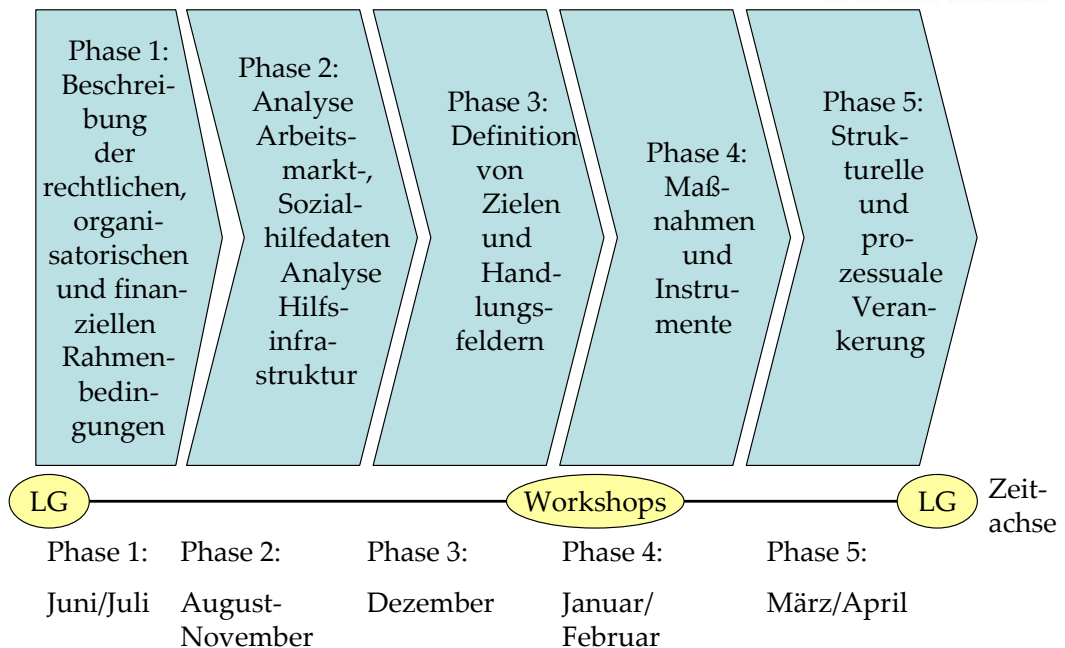 Phase 1:
Beschrei-
bung
der
rechtlichen,
organi-
satorischen
und finan-
ziellen
Rahmen-
bedin-
gungen
Phase 2:
Analyse
Arbeits-
markt-,
Sozial-
hilfedaten
Analyse
Hilfs-
infra-
struktur
Phase 3:
Definition
von
Zielen
und
Hand-
lungs-
feldern
Phase 4:
Maß-
nahmen
und
Instru-
mente
Phase 5:
Struk-
turelle
und
pro-
zessuale
Veran-
kerung
LG
Workshops
LG
Zeit-
achse
Phase 1:
Juni/Juli
Phase 2:
August-
November
Phase 3:
Dezember
Phase 4:
Januar/
Februar
Phase 5:
März/April